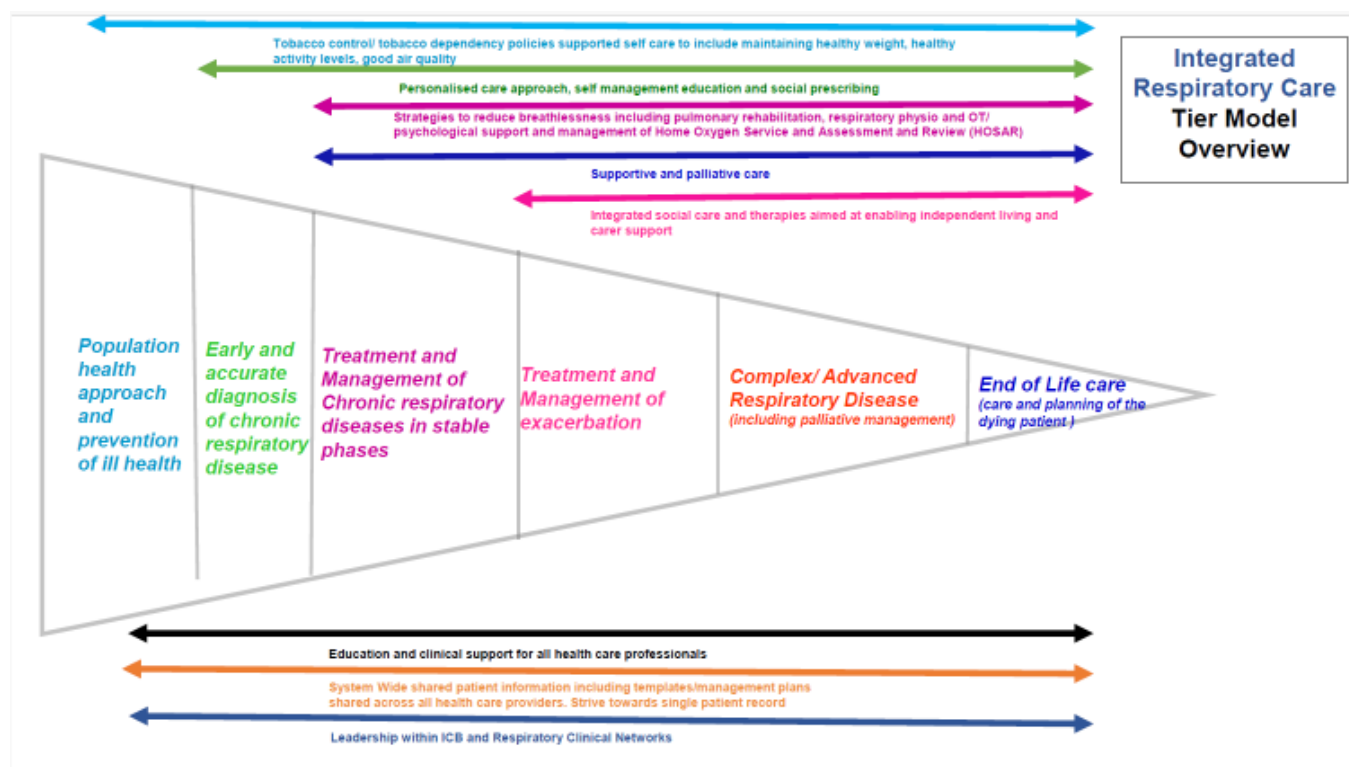 Tobacco control/ tobacco dependency policies supported self care to include maintaining healthy weight, healthy
activity levels, good air quality
Personalised care approach, self management education and social prescribing
Strategies to reduce breathlessness including pulmonary rehabilitation, respiratory physio and OT/
psychological support and management of Home Oxygen Service and Assessment and Review (HOSAR)
Supportive and palliative care
Integrated social care and therapies aimed at enabling independent living and
carer support
Integrated
Respiratory Care
Tier Model
Overview
Population
health
approach
and
prevention
of ill health
Early and
accurate
diagnosis
of chronic
respiratory
disease
Treatment and
Management of
Chronic respiratory
diseases in stable
phases
Treatment and
Management of
exacerbation
Complex/ Advanced
Respiratory Disease
(including palliative management)
End of Life care
(care and planning of the
dying patient )
Education and clinical support for all health care professionals
System Wide shared patient information including templates/management plans
shared across all health care providers. Strive towards single patient record
Leadership within ICB and Respiratory Clinical Networks